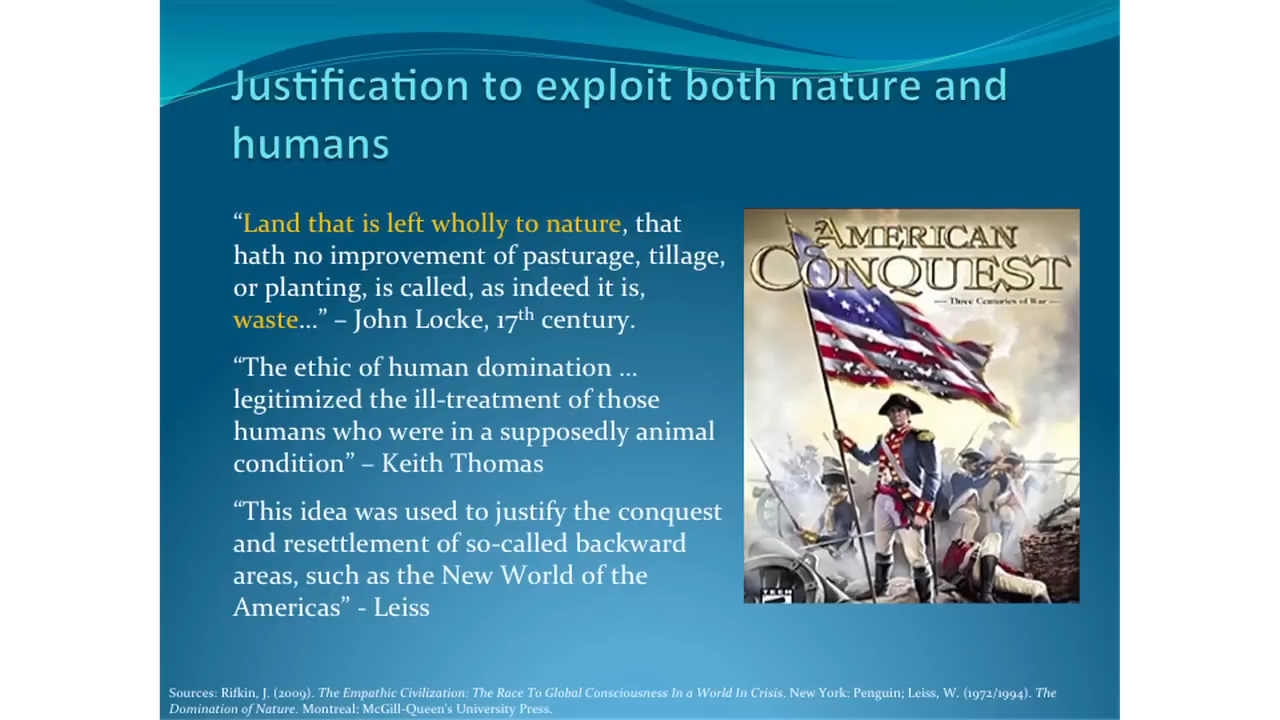 Justification to exploit both nature and
humans
“Land that is left wholly to nature, that
hath no improvement of pasturage, tillage,
or planting, is called, as indeed it is,
waste…” – John Locke, 17th century.
“The ethic of human domination …
legitimized the ill-treatment of those
humans who were in a supposedly animal
condition” – Keith Thomas
“This idea was used to justify the conquest
and resettlement of so-called backward
areas, such as the New World of the
Americas” - Leiss
AMERICAN
CONQUEST
Three Centuries of War
TEEN
Sources: Rifkin, J. (2009). The Empathic Civilization: The Race To Global Consciousness In a World In Crisis. New York: Penguin; Leiss, W. (1972/1994). The
Domination of Nature. Montreal: McGill-Queen's University Press.